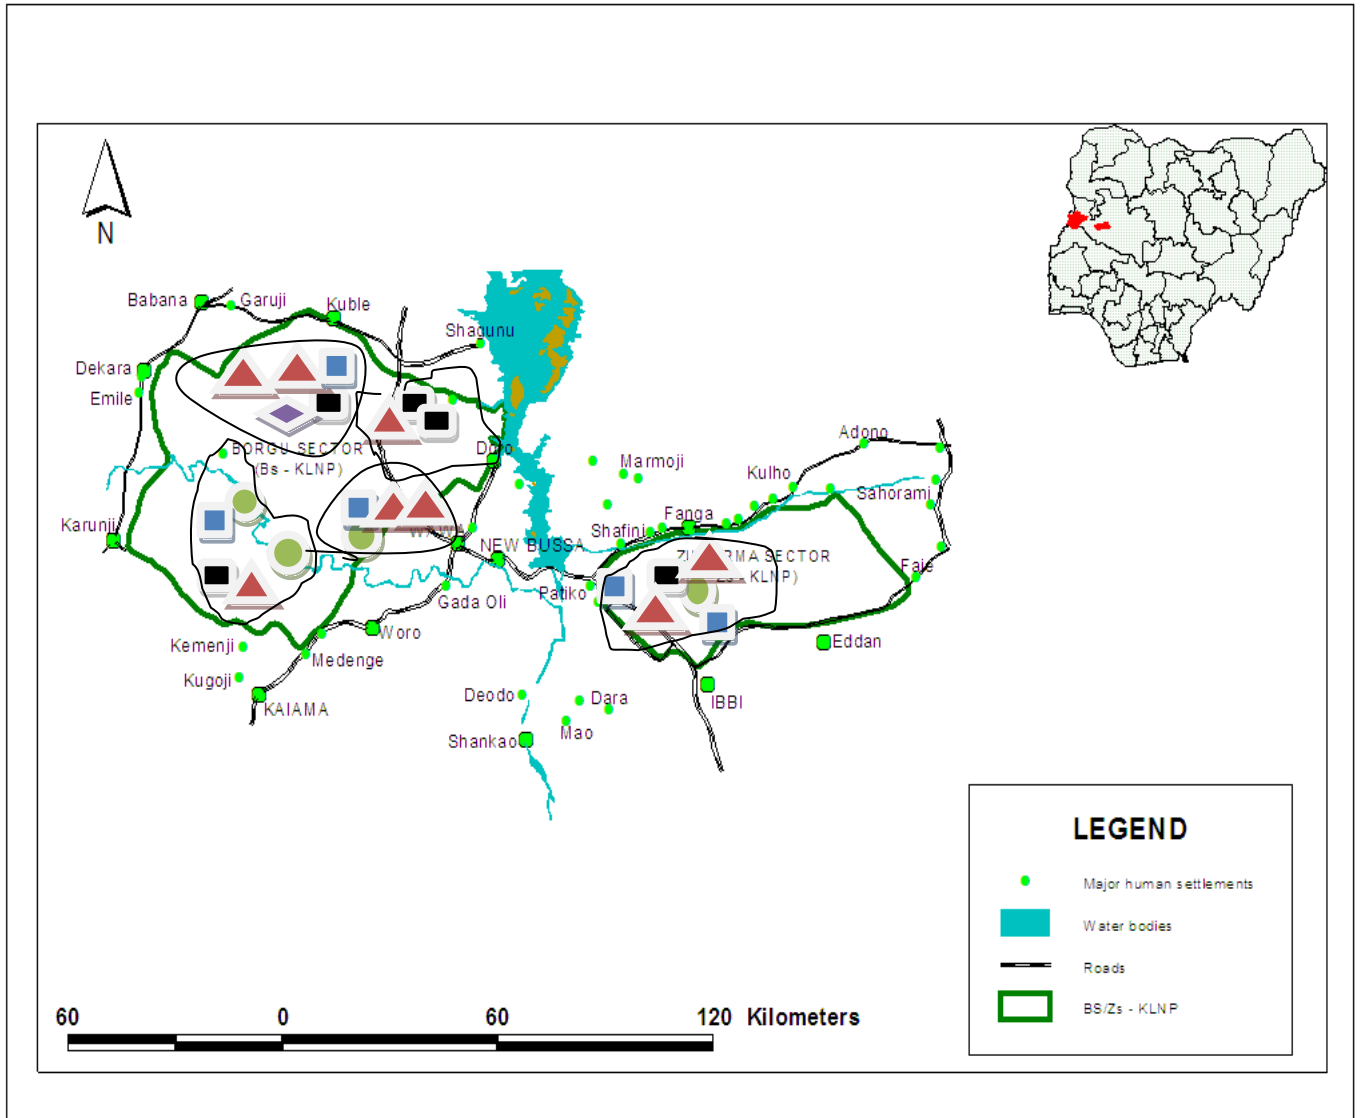 N
Babana
Garuji
Kuble
Shagunu
Dekara
Emile
BORGU SECTOR
(Bs - KLNP)
Duro
Adono
Marmoji
Kulho
Sahorami
Karunji
Fanga
Shafini
NEW BUSSA
SECTOR
KLNP)
Faje
Patiko
Gada Oli
Woro
Eddan
Kemenji
Medenge
Kugoji
KAIAMA
Deodo
Dara
IBBI
Mao
Shankao
LEGEND
Major human settlements
Water bodies
Roads
BS/Zs - KLNP
60 0 60 120 Kilometers